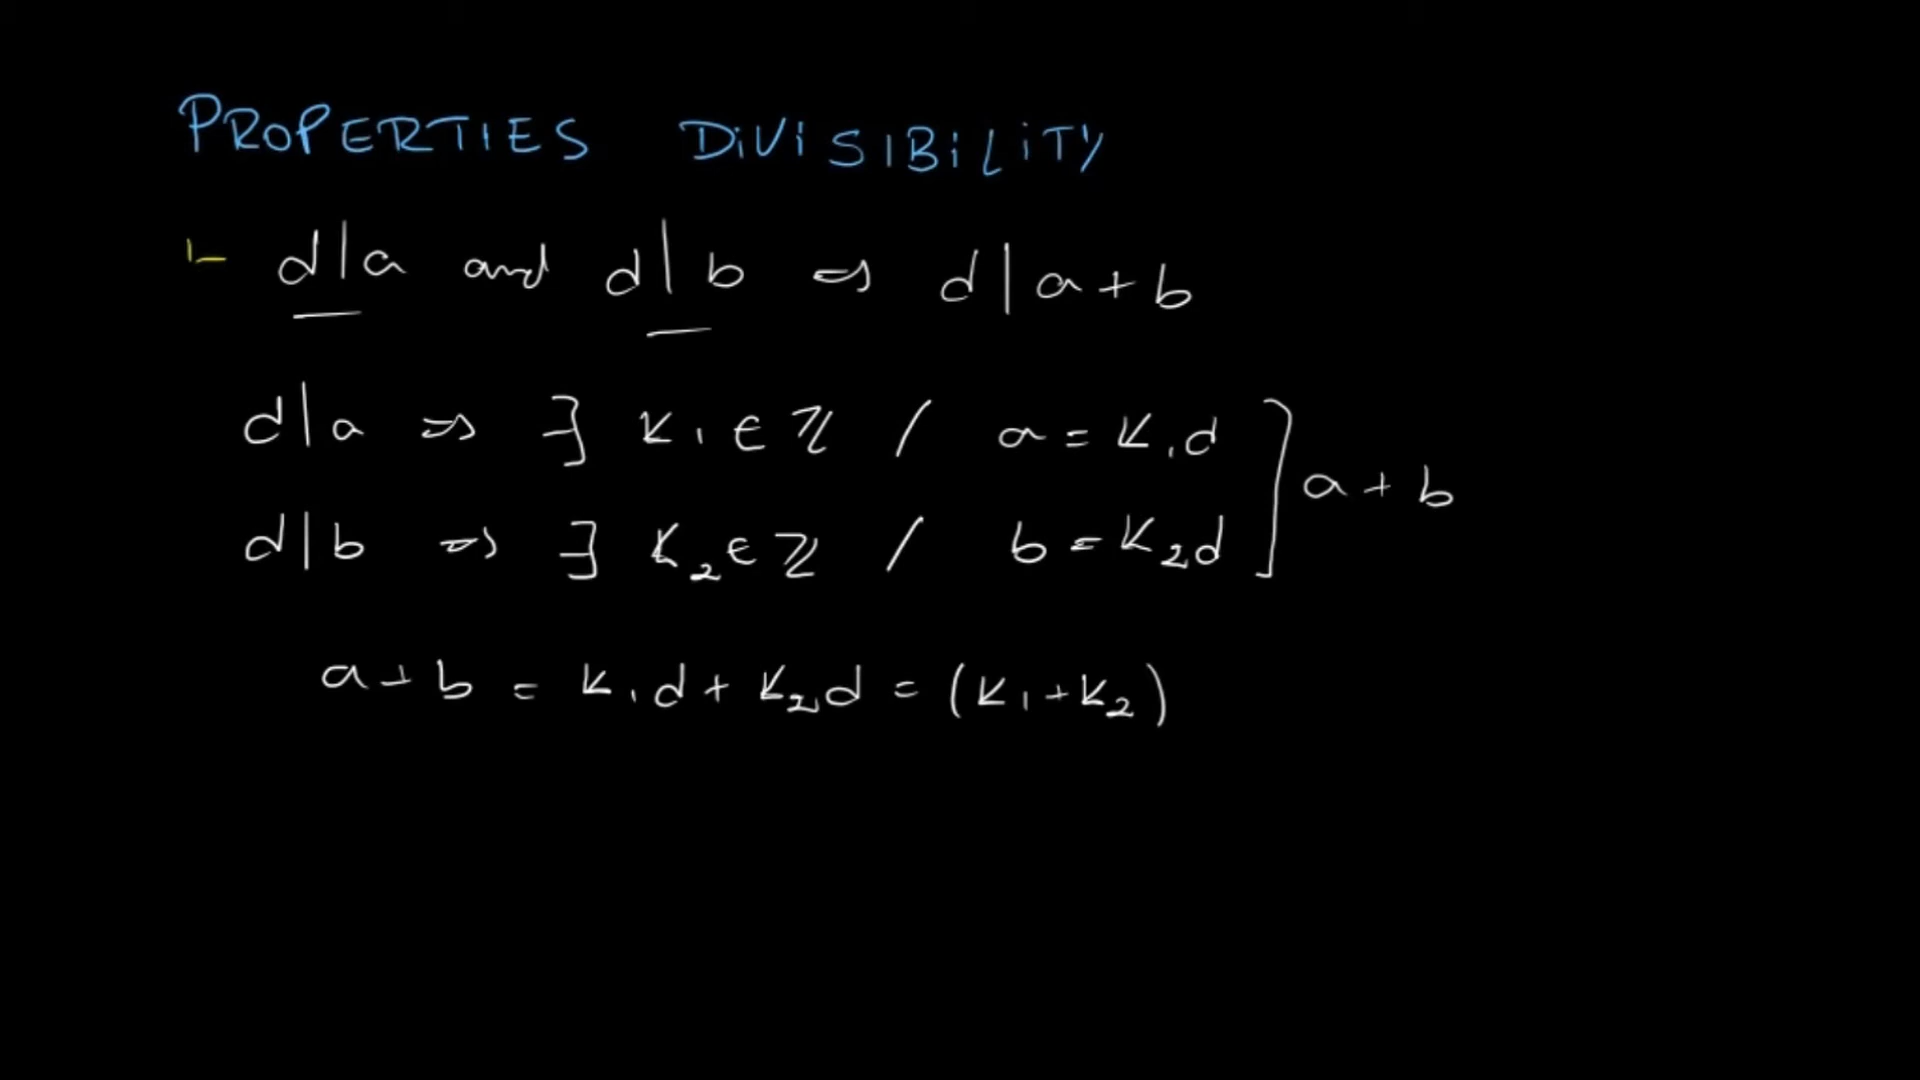 PROPERTIES DIVISIBILITY
1- d|a and d|b ⇒ d|a+b
d|a ⇒ ∃ K₁ ∈ ℤ / a = K₁d ] a + b
d|b ⇒ ∃ K₂ ∈ ℤ / b = K₂d
a+b = K₁d + K₂d = (K₁+K₂)